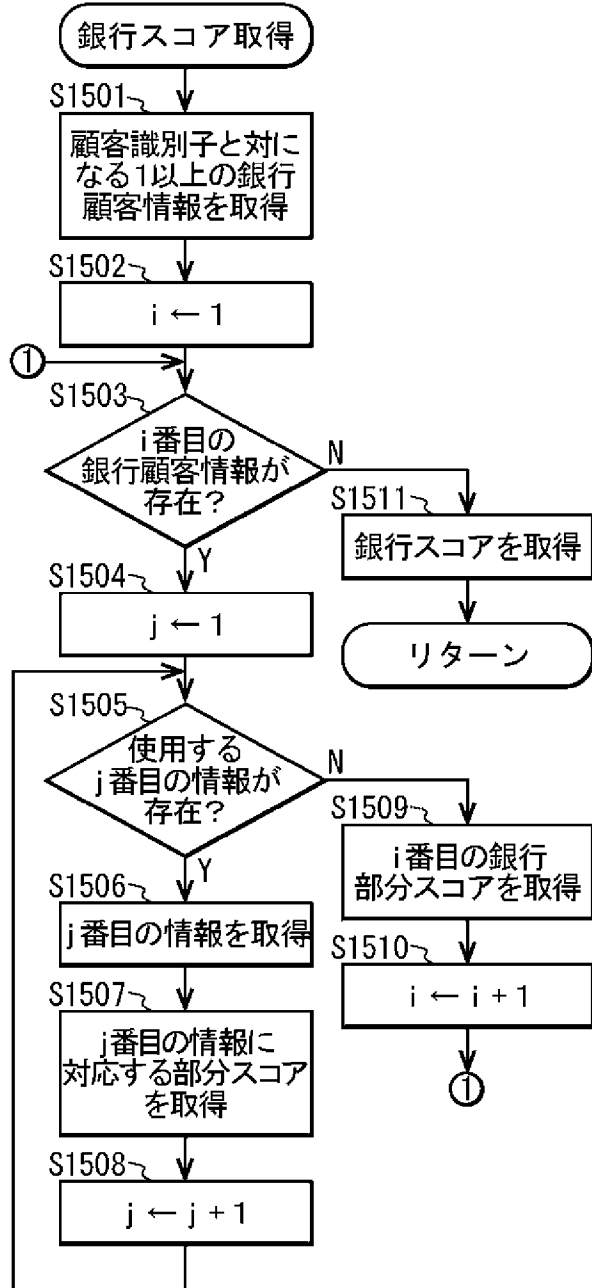 銀行スコア取得
S1501
顧客識別子と対に
なる1以上の銀行
顧客情報を取得
S1502
i ← 1
①
S1503
i番目の
銀行顧客情報が
存在?
N
Y
S1511
銀行スコアを取得
リターン
S1504
j ← 1
S1505
使用する
j番目の情報が
存在?
N
Y
S1509
i番目の銀行
部分スコアを取得
S1510
i ← i + 1
①
S1506
j番目の情報を取得
S1507
j番目の情報に
対応する部分スコア
を取得
S1508
j ← j + 1